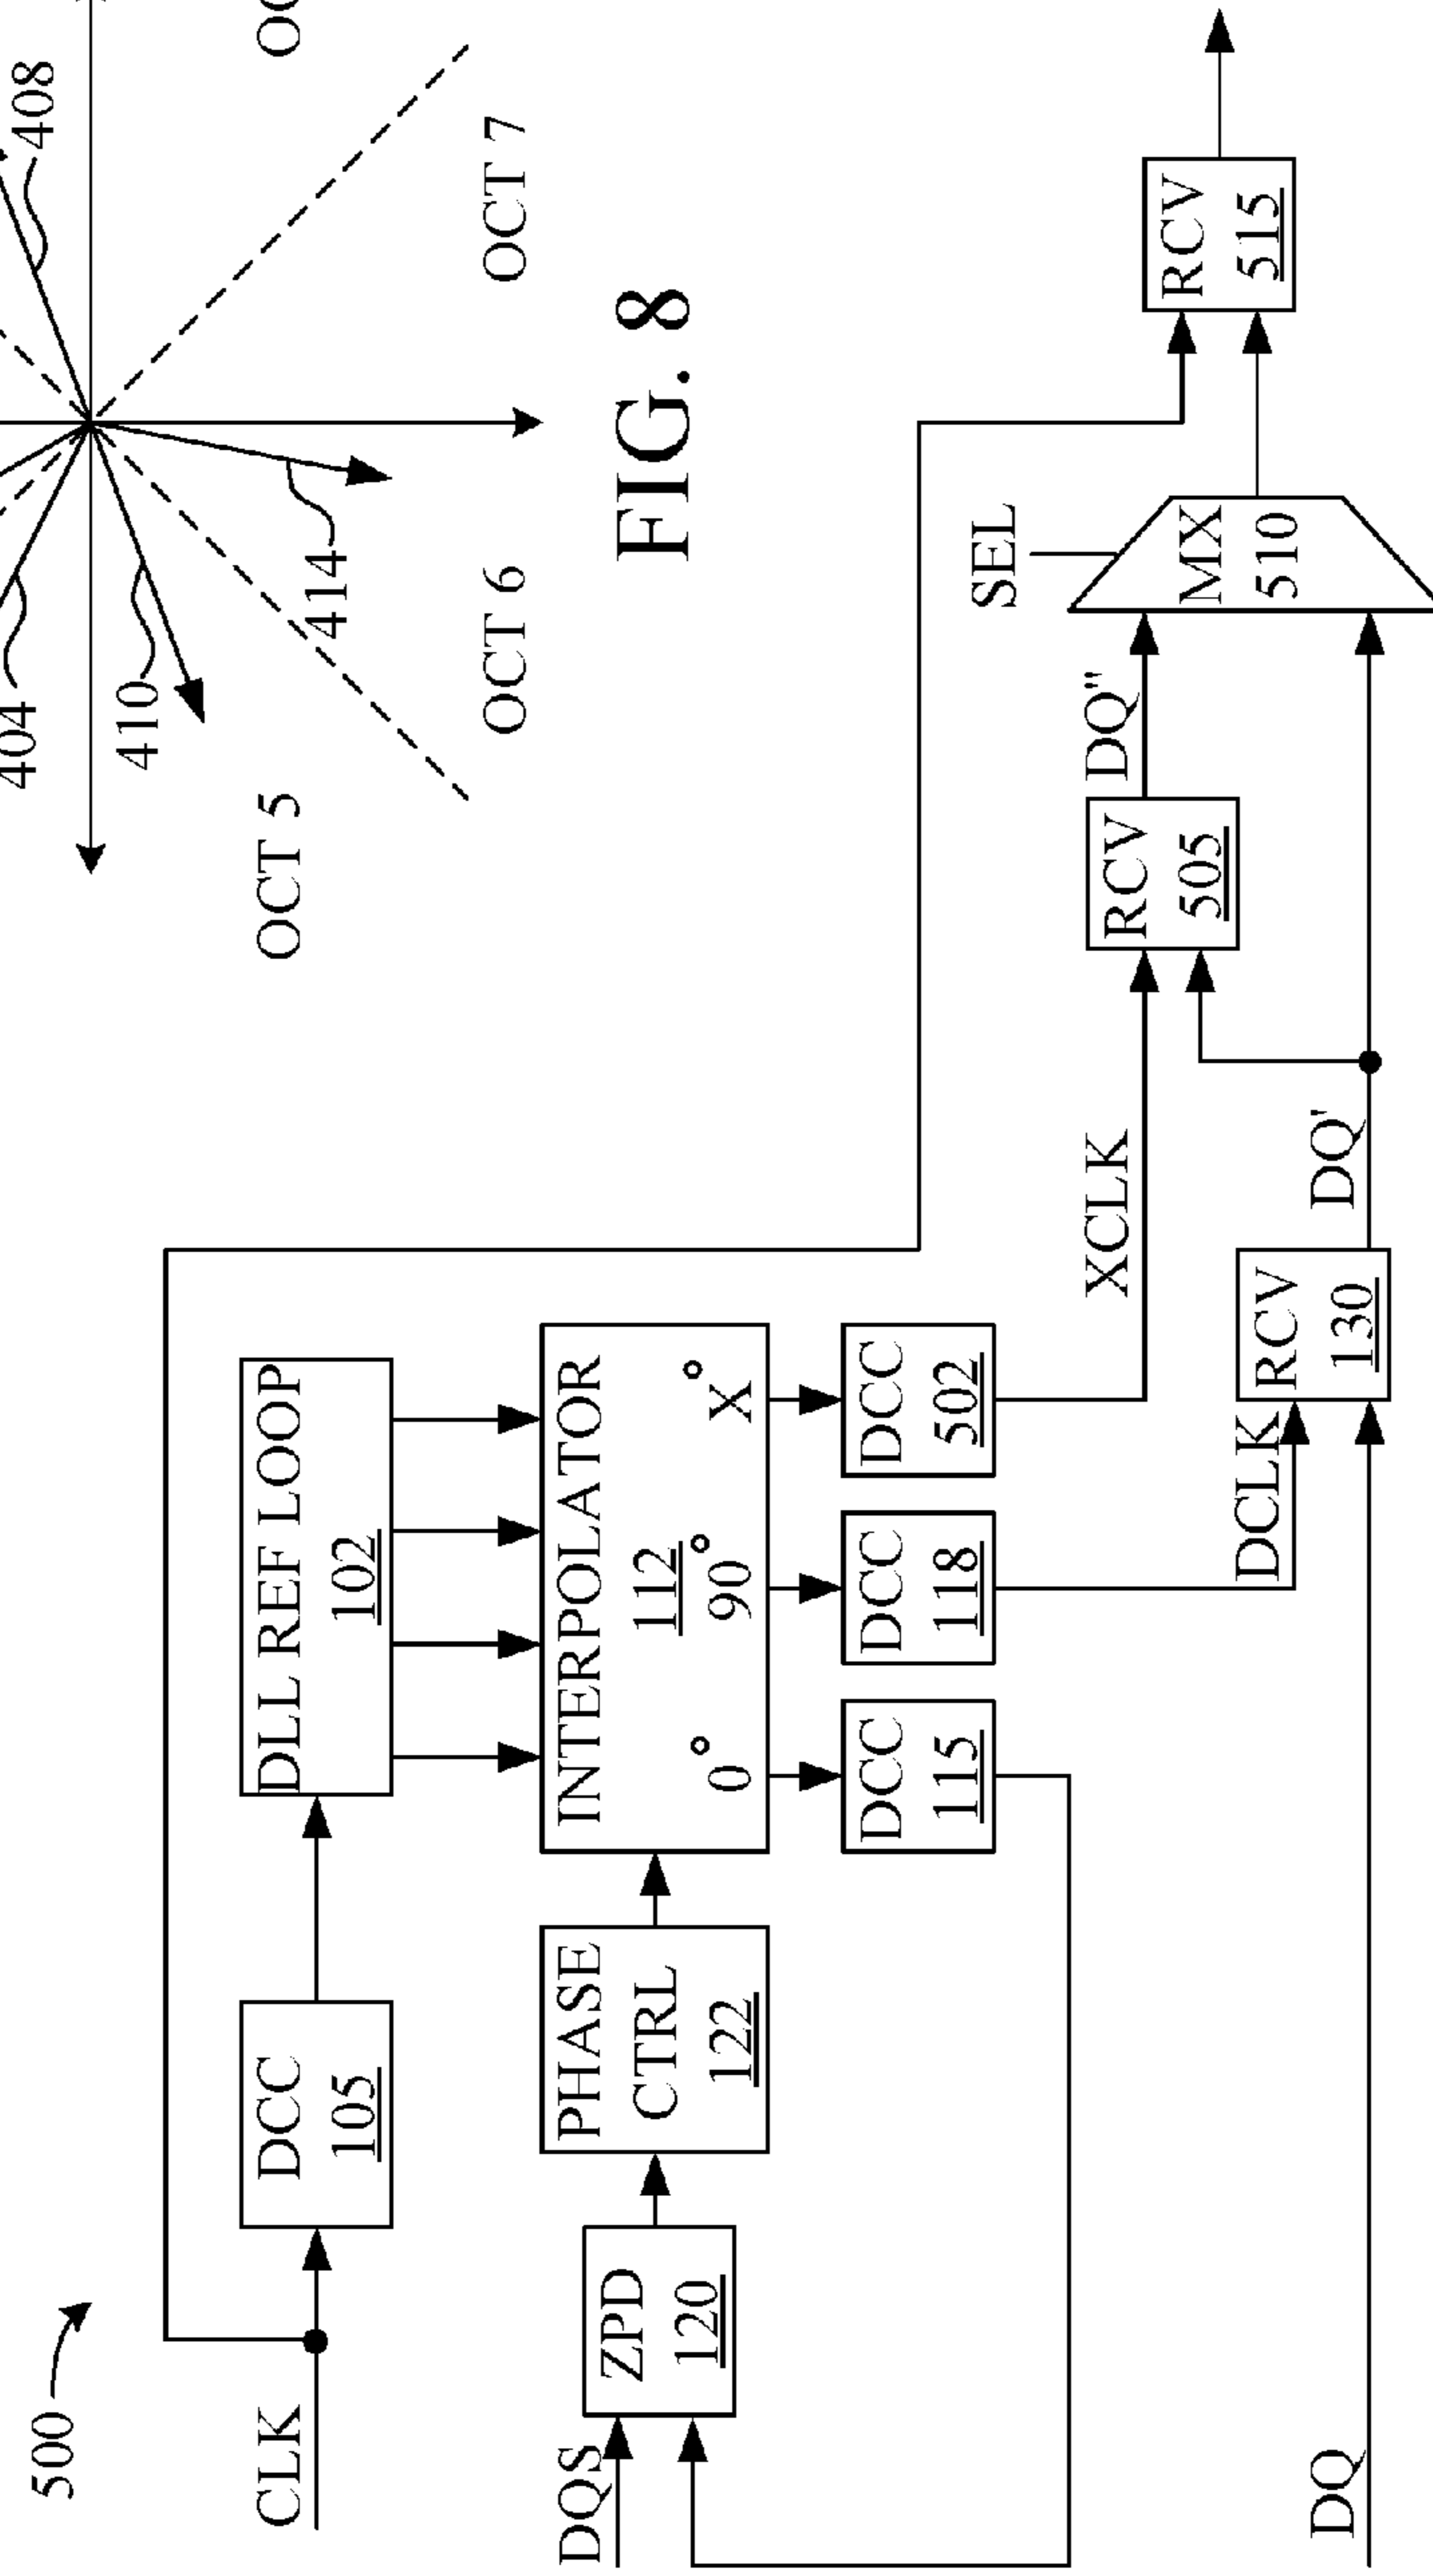 OC
408
404
410
414
OCT 5
OCT 6
OCT 7
FIG. 8
500
CLK
DCC
105
DLL REF LOOP
102
DQS
ZPD
120
PHASE
CTRL
122
INTERPOLATOR
112
0° 90° X°
DCC
115
DCC
118
DCC
502
XCLK
DCLK
DQ
RCV
130
DQ'
RCV
505
DQ"
SEL
MX
510
RCV
515